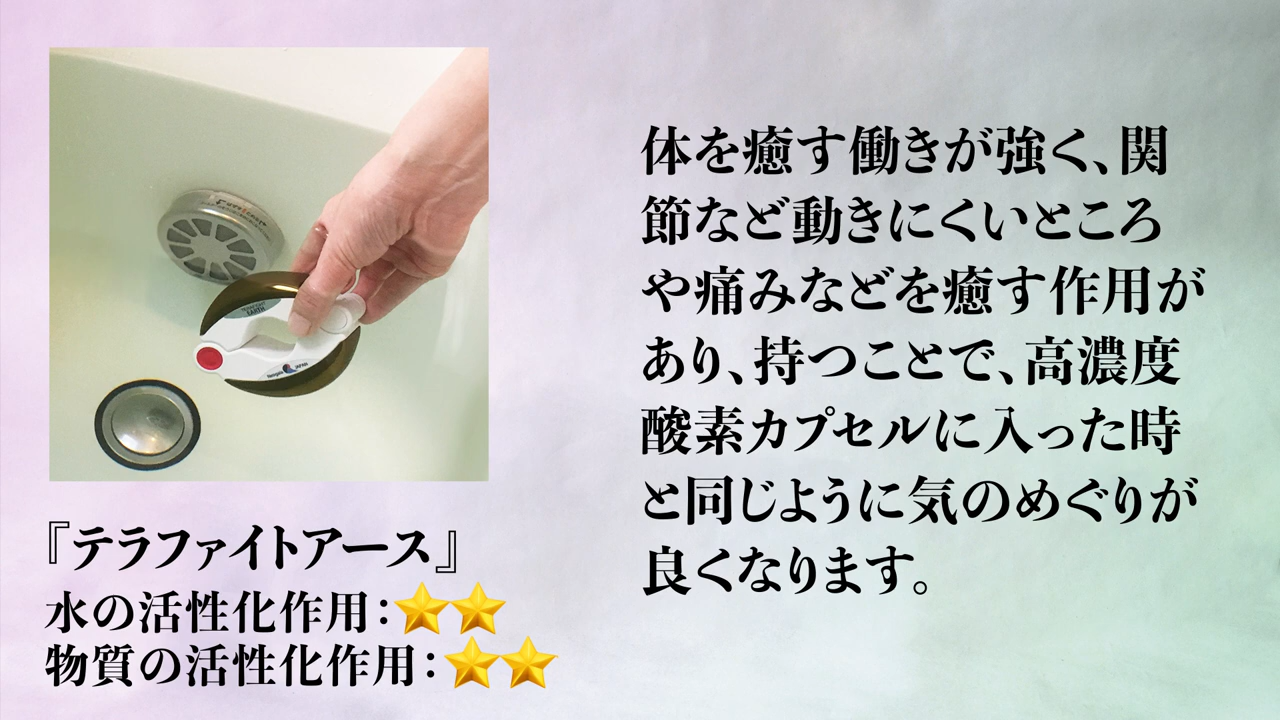 体を癒す働きが強く、関
節など動きにくいところ
や痛みなどを癒す作用が
あり、持つことで、高濃度
酸素カプセルに入った時
と同じように気のめぐりが
良くなります。
『テラファイトアース』
水の活性化作用：⭐⭐
物質の活性化作用：⭐⭐
EARTH
JAPAN